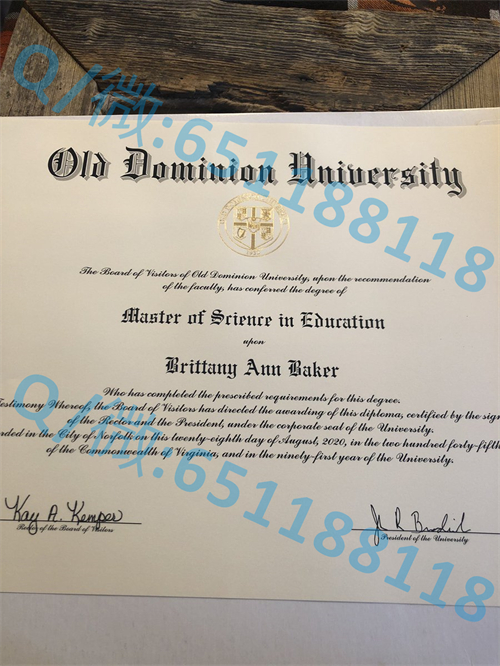 Q/微:651188118
Old Dominion University
The Board of Visitors of Old Dominion University, upon the recommendation
of the faculty, has conferred the degree of
Master of Science in Education
upon
Brittany Ann Baker
Who has completed the prescribed requirements for this degree.
Testimony Whereof, the Board of Visitors has directed the awarding of this diploma, certified by the sign
of the Rector and the President, under the corporate seal of the University.
nded in the City of Norfolk on this twenty-eighth day of August, 2020, in the two hundred forty-fifth
of the Commonwealth of Virginia, and in the ninety-first year of the University.
Q/微:651188118
Kay A. Kemper
Rector of the Board of Visitors
President of the University